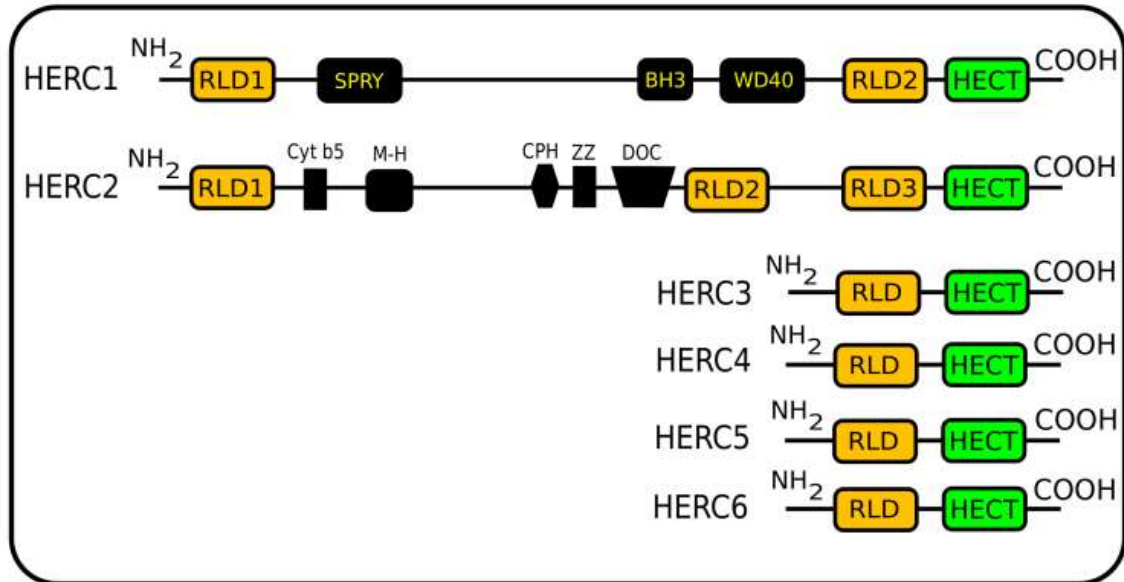 HERC1 NH2 RLD1 SPRY BH3 WD40 RLD2 HECT COOH
Cyt b5 M-H CPH ZZ DOC
HERC2 NH2 RLD1 RLD2 RLD3 HECT COOH
HERC3 NH2 RLD HECT COOH
HERC4 NH2 RLD HECT COOH
HERC5 NH2 RLD HECT COOH
HERC6 NH2 RLD HECT COOH